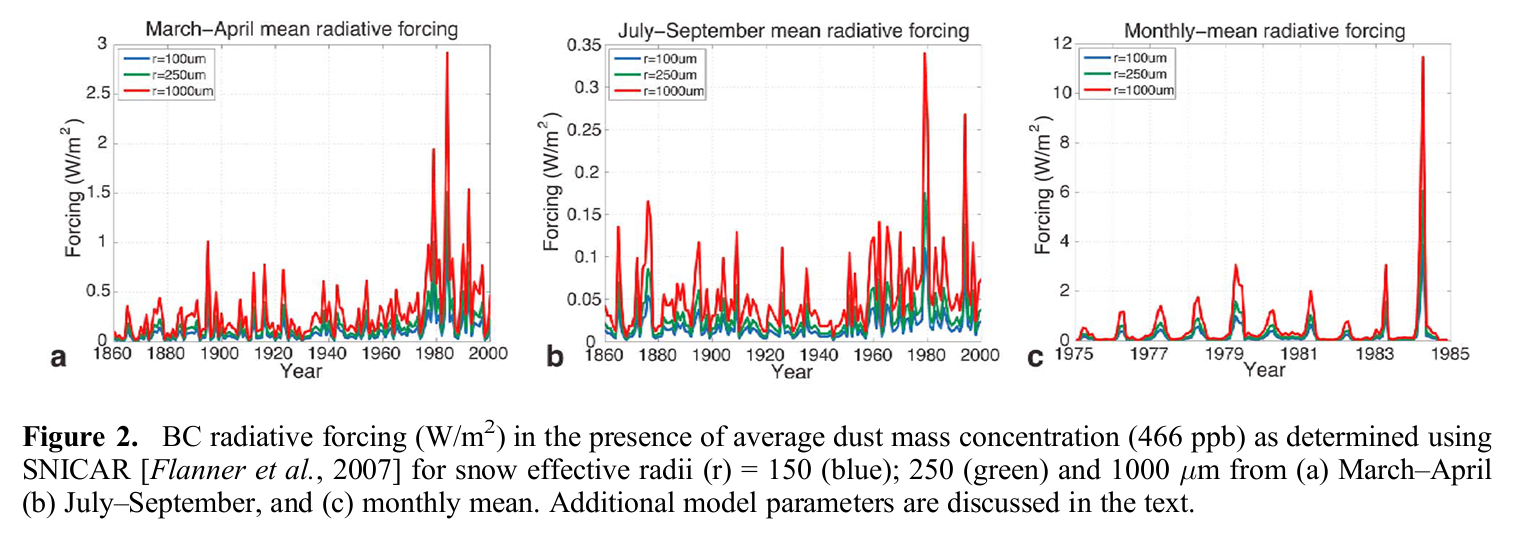 March–April mean radiative forcing
3
2.5
2
1.5
1
0.5
0
Forcing (W/m²)
r=100um
r=250um
r=1000um
1860 1880 1900 1920 1940 1960 1980 2000
Year
a
July–September mean radiative forcing
0.35
0.3
0.25
0.2
0.15
0.1
0.05
0
Forcing (W/m²)
r=100um
r=250um
r=1000um
1860 1880 1900 1920 1940 1960 1980 2000
Year
b
Monthly–mean radiative forcing
12
10
8
6
4
2
0
Forcing (W/m²)
r=100um
r=250um
r=1000um
1975 1977 1979 1981 1983 1985
Year
c
Figure 2. BC radiative forcing (W/m²) in the presence of average dust mass concentration (466 ppb) as determined using
SNICAR [Flanner et al., 2007] for snow effective radii (r) = 150 (blue); 250 (green) and 1000 μm from (a) March–April
(b) July–September, and (c) monthly mean. Additional model parameters are discussed in the text.